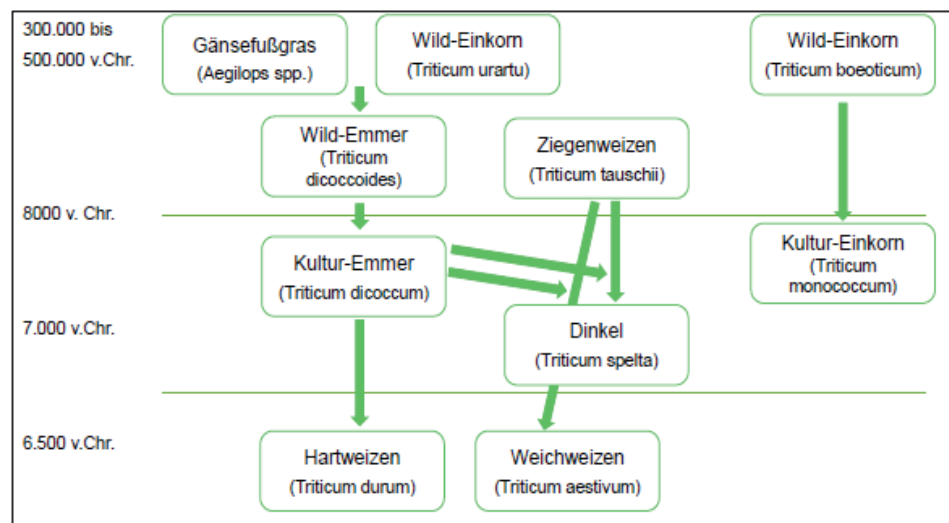 300.000 bis
500.000 v.Chr.
Gänsefußgras
(Aegilops spp.)
Wild-Einkorn
(Triticum urartu)
Wild-Einkorn
(Triticum boeoticum)
Wild-Emmer
(Triticum
dicoccoides)
Ziegenweizen
(Triticum tauschii)
8000 v. Chr.
Kultur-Emmer
(Triticum dicoccum)
Kultur-Einkorn
(Triticum
monococcum)
7.000 v.Chr.
Dinkel
(Triticum spelta)
6.500 v.Chr.
Hartweizen
(Triticum durum)
Weichweizen
(Triticum aestivum)